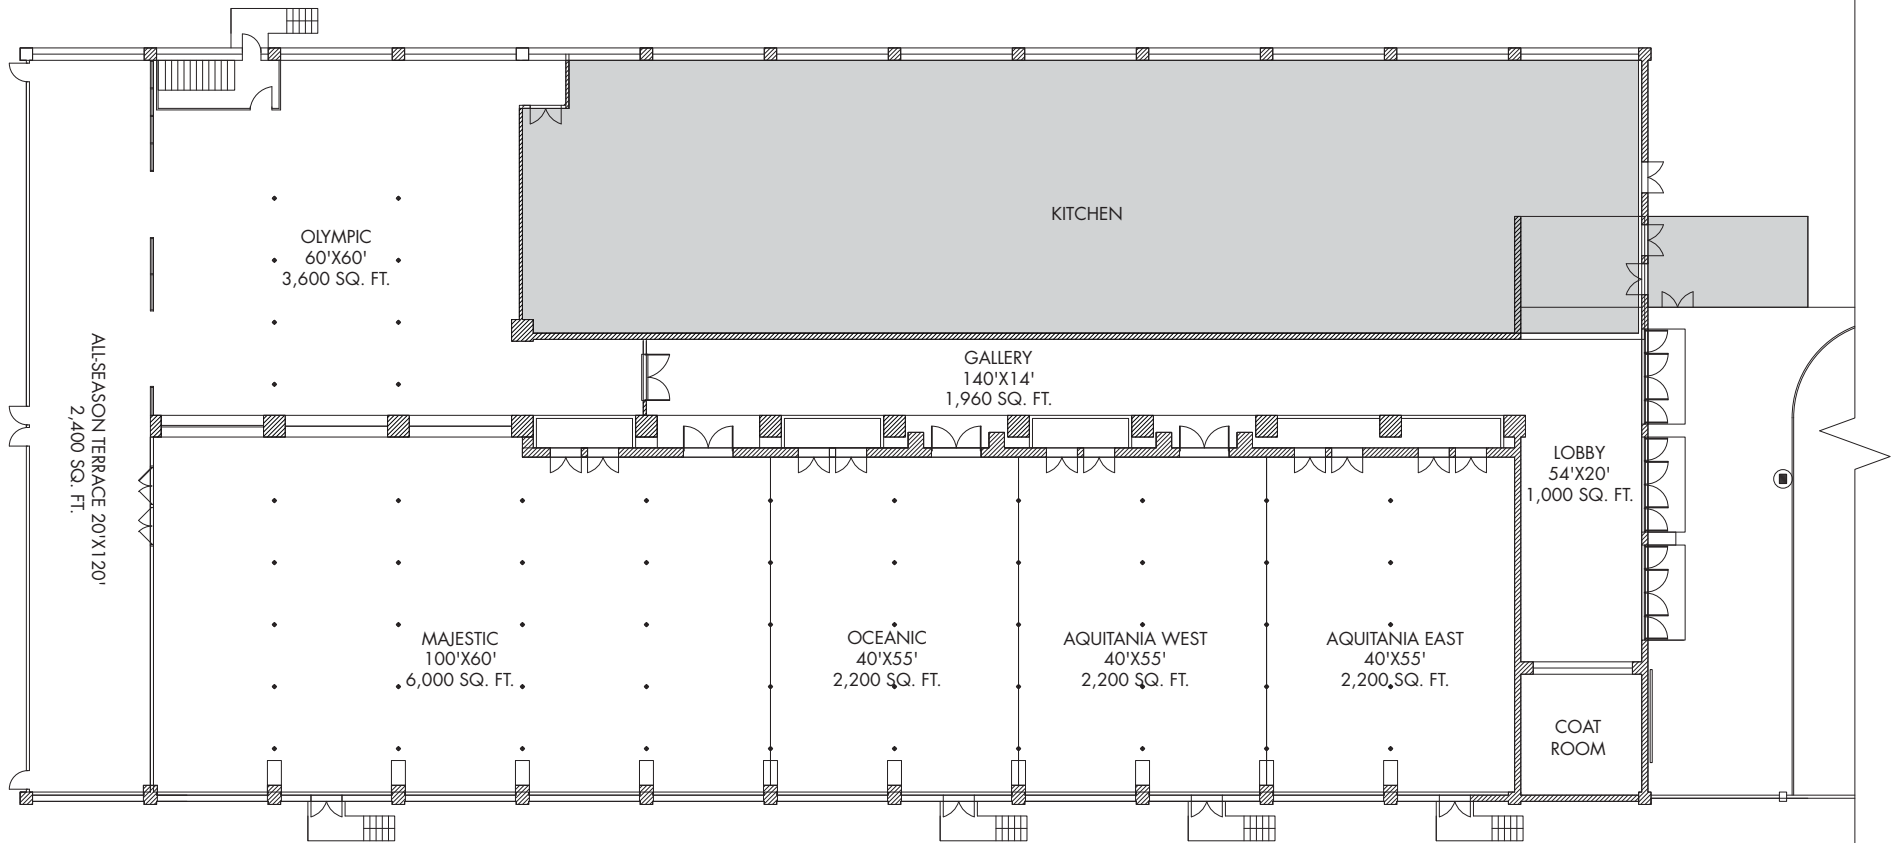 KITCHEN
OLYMPIC
60'X60'
3,600 SQ. FT.
ALL-SEASON TERRACE 20'X120'
2,400 SQ. FT.
GALLERY
140'X14'
1,960 SQ. FT.
LOBBY
54'X20'
1,000 SQ. FT.
MAJESTIC
100'X60'
6,000 SQ. FT.
OCEANIC
40'X55'
2,200 SQ. FT.
AQUITANIA WEST
40'X55'
2,200 SQ. FT.
AQUITANIA EAST
40'X55'
2,200 SQ. FT.
COAT
ROOM